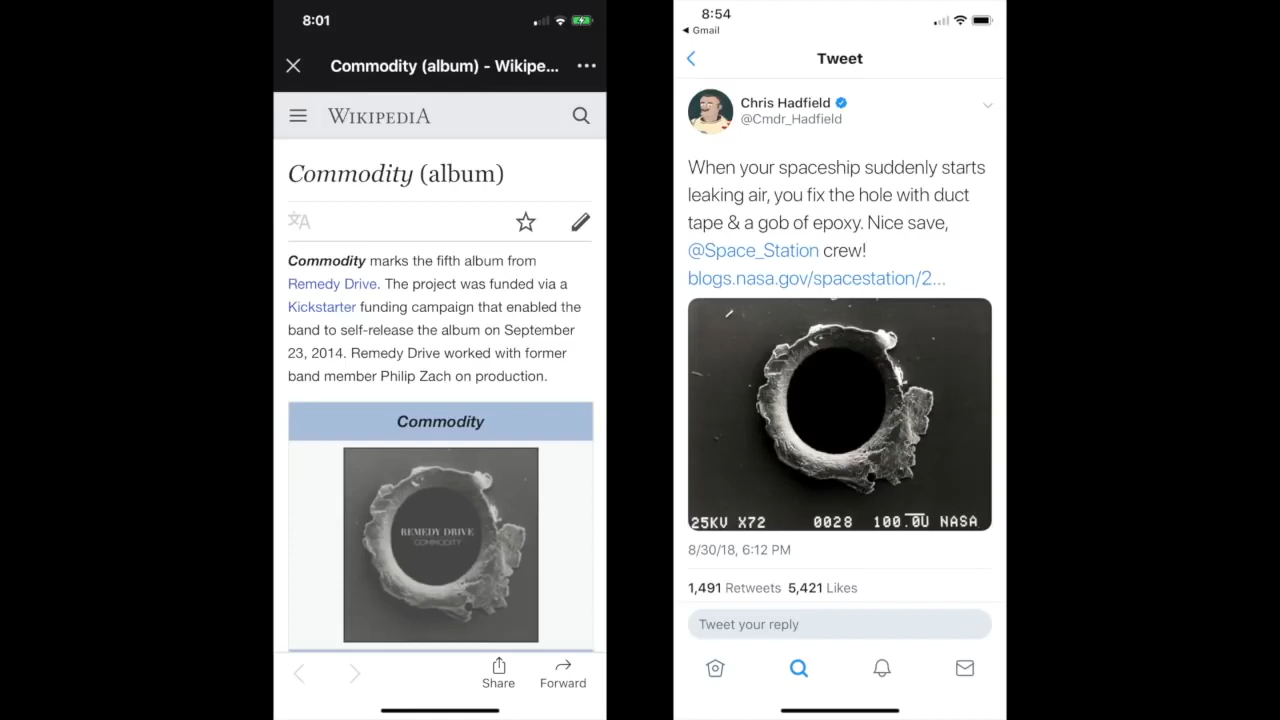 8:01
Commodity (album) - Wikipe...
WIKIPEDIA
Commodity (album)
文A
Commodity marks the fifth album from
Remedy Drive. The project was funded via a
Kickstarter funding campaign that enabled the
band to self-release the album on September
23, 2014. Remedy Drive worked with former
band member Philip Zach on production.
Commodity
REMEDY DRIVE
COMMODITY
Share
Forward
8:54
Gmail
Tweet
Chris Hadfield
@Cmdr_Hadfield
When your spaceship suddenly starts
leaking air, you fix the hole with duct
tape & a gob of epoxy. Nice save,
@Space_Station crew!
blogs.nasa.gov/spacestation/2...
25KV X72 0028 100.0U NASA
8/30/18, 6:12 PM
1,491 Retweets 5,421 Likes
Tweet your reply